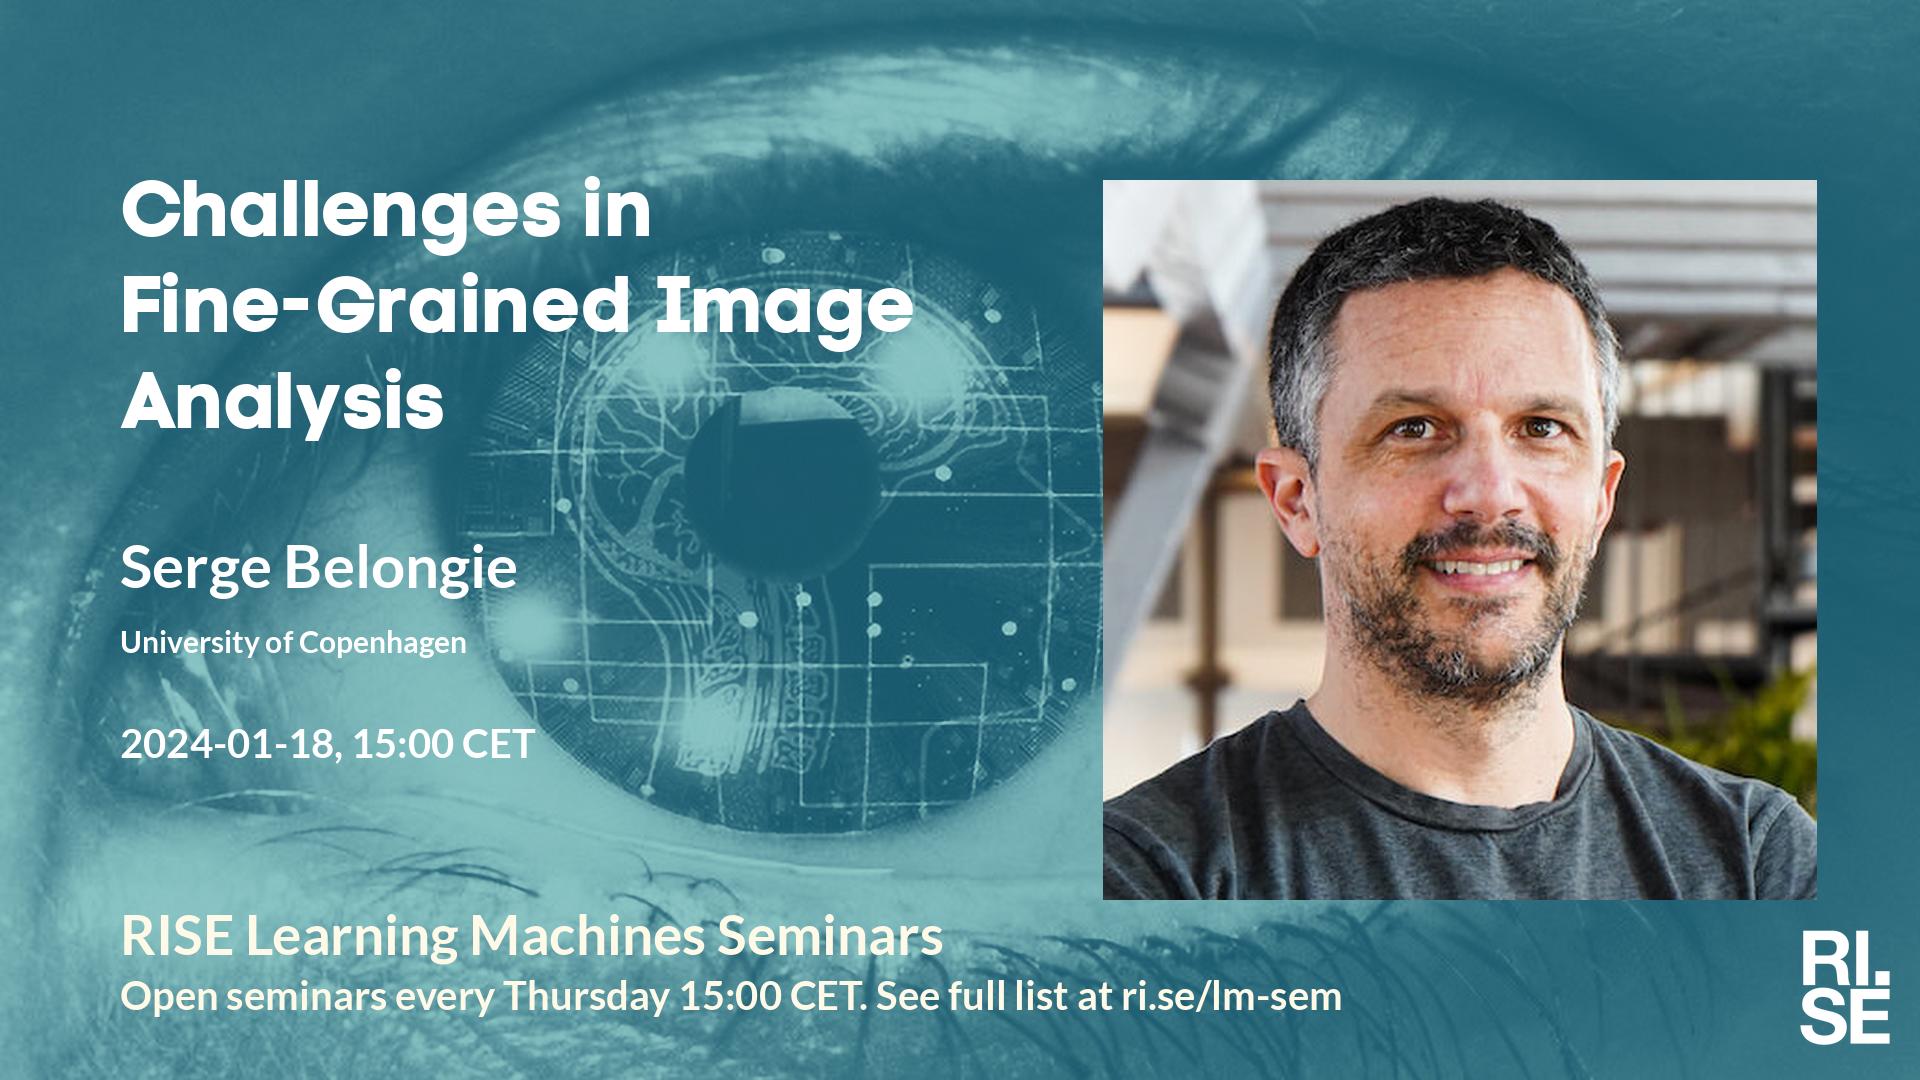 Challenges in
Fine-Grained Image
Analysis
Serge Belongie
University of Copenhagen
2024-01-18, 15:00 CET
RISE Learning Machines Seminars
Open seminars every Thursday 15:00 CET. See full list at ri.se/lm-sem
RI.
SE